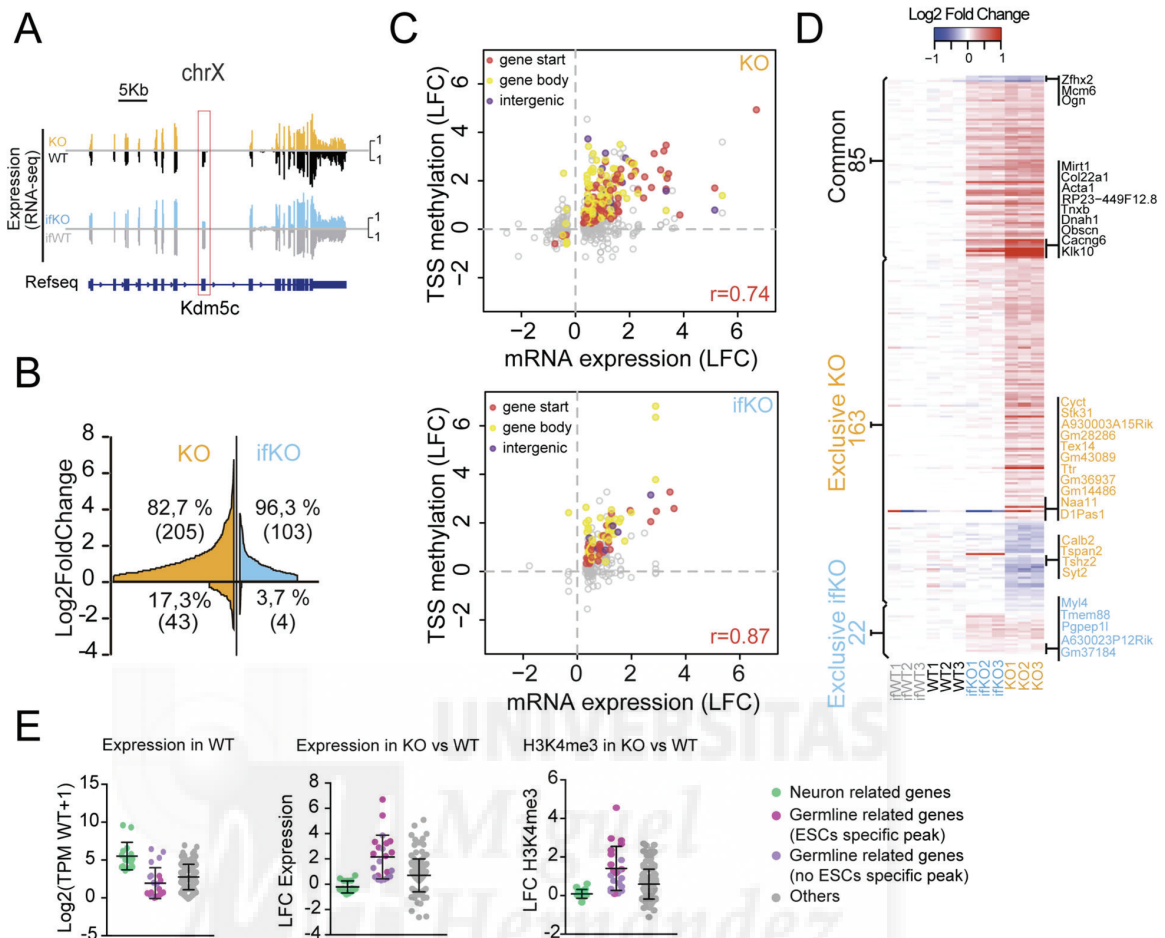 A
chrX
5Kb
Expression
(RNA-seq)
KO
WT
1
1
ifKO
ifWT
1
1
Refseq
Kdm5c
B
Log2FoldChange
8
6
4
2
0
-2
-4
KO
ifKO
82,7 %
(205)
96,3 %
(103)
17,3%
(43)
3,7 %
(4)
C
TSS methylation (LFC)
6
4
2
0
−2
gene start
gene body
intergenic
KO
r=0.74
−2
0
2
4
6
mRNA expression (LFC)
TSS methylation (LFC)
6
4
2
0
−2
gene start
gene body
intergenic
ifKO
r=0.87
−2
0
2
4
6
mRNA expression (LFC)
D
Log2 Fold Change
−1
0
1
Common
85
Exclusive KO
163
Exclusive ifKO
22
Zfhx2
Mcm6
Ogn
Mirt1
Col22a1
Acta1
RP23−449F12.8
Tnxb
Dnah1
Obscn
Cacng6
Klk10
Cyct
Stk31
A930003A15Rik
Gm28286
Tex14
Gm43089
Ttr
Gm36937
Gm14486
Naa11
D1Pas1
Calb2
Tspan2
Tshz2
Syt2
Myl4
Tmem88
Pgpep1l
A630023P12Rik
Gm37184
ifWT1
ifWT2
ifWT3
WT1
WT2
WT3
ifKO1
ifKO2
ifKO3
KO1
KO2
KO3
E
Expression in WT
Log2(TPM WT+1)
15
10
5
0
-5
Expression in KO vs WT
LFC Expression
8
6
4
2
0
-2
-4
H3K4me3 in KO vs WT
LFC H3K4me3
6
4
2
0
-2
Neuron related genes
Germline related genes
(ESCs specific peak)
Germline related genes
(no ESCs specific peak)
Others
UNIVERSITAS
Miguel
Hernández